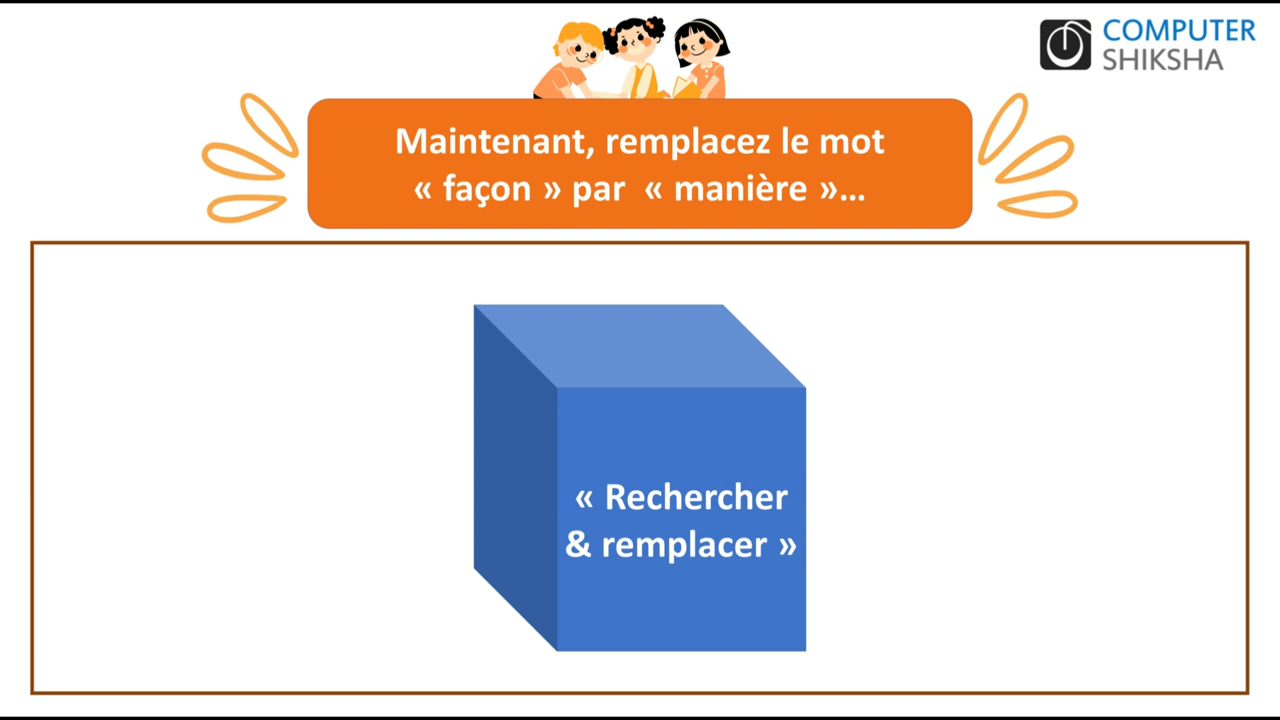 COMPUTER
SHIKSHA
Maintenant, remplacez le mot
« façon » par « manière »...
« Rechercher
& remplacer »